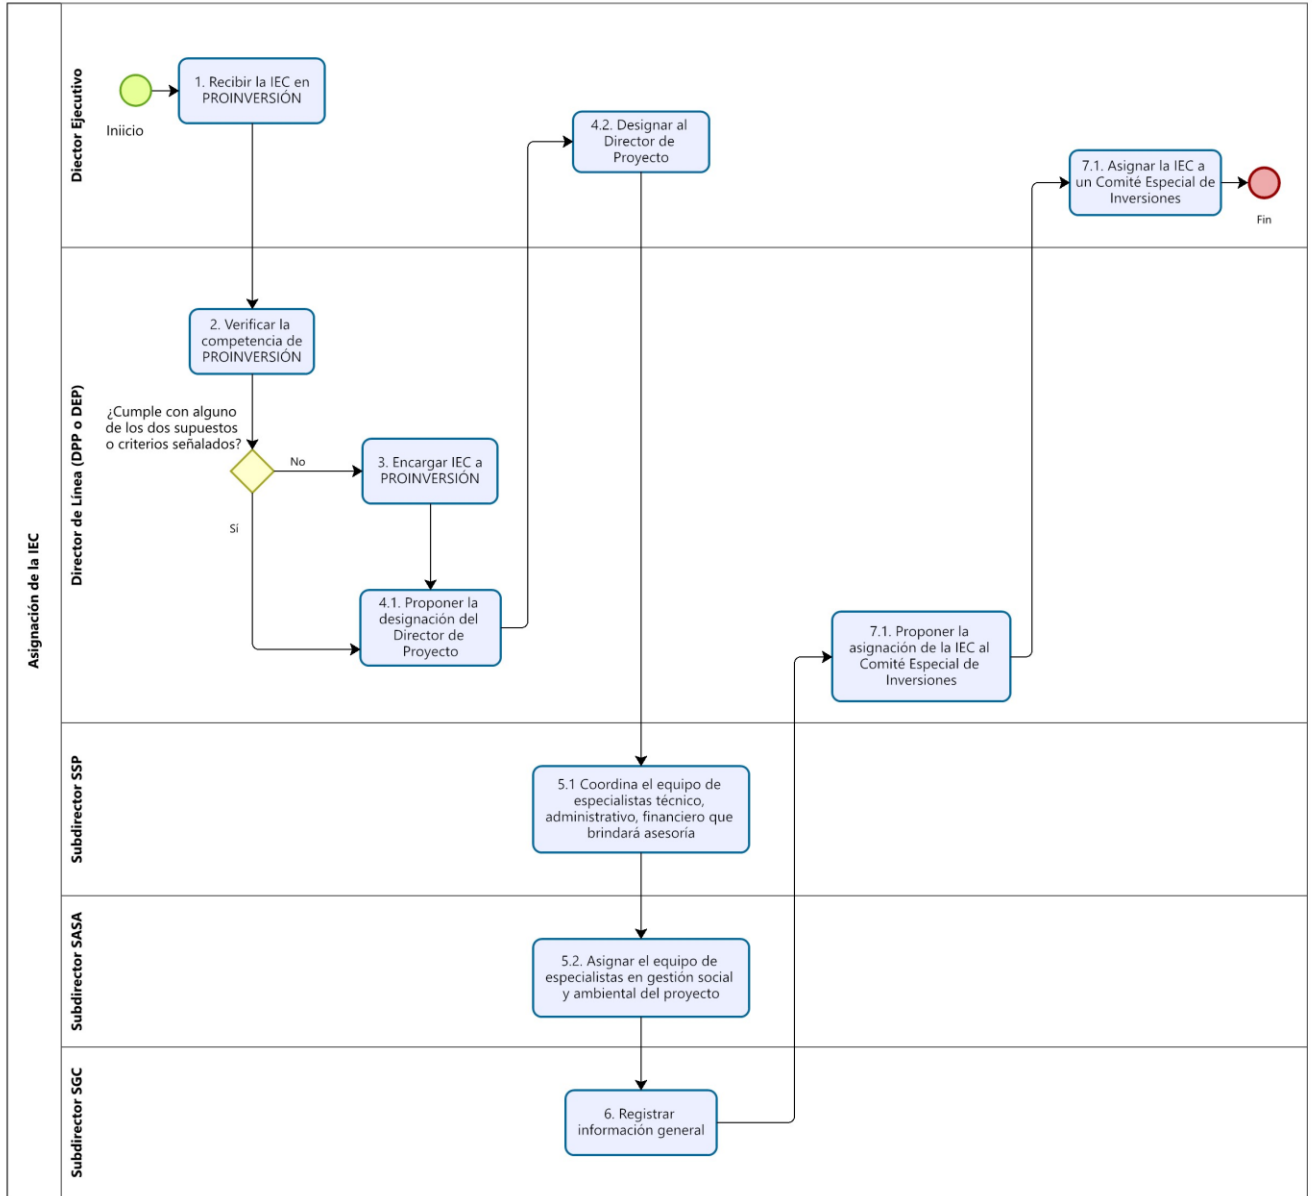 Asignación de la IEC
Diector Ejecutivo
Iniicio
1. Recibir la IEC en
PROINVERSIÓN
4.2. Designar al
Director de
Proyecto
7.1. Asignar la IEC a
un Comité Especial de
Inversiones
Fin
Director de Línea (DPP o DEP)
2. Verificar la
competencia de
PROINVERSIÓN
¿Cumple con alguno
de los dos supuestos
o criterios señalados?
No
Sí
3. Encargar IEC a
PROINVERSIÓN
4.1. Proponer la
designación del
Director de
Proyecto
7.1. Proponer la
asignación de la IEC al
Comité Especial de
Inversiones
Subdirector SSP
5.1 Coordina el equipo de
especialistas técnico,
administrativo, financiero que
brindará asesoría
Subdirector SASA
5.2. Asignar el equipo de
especialistas en gestión social
y ambiental del proyecto
Subdirector SGC
6. Registrar
información general